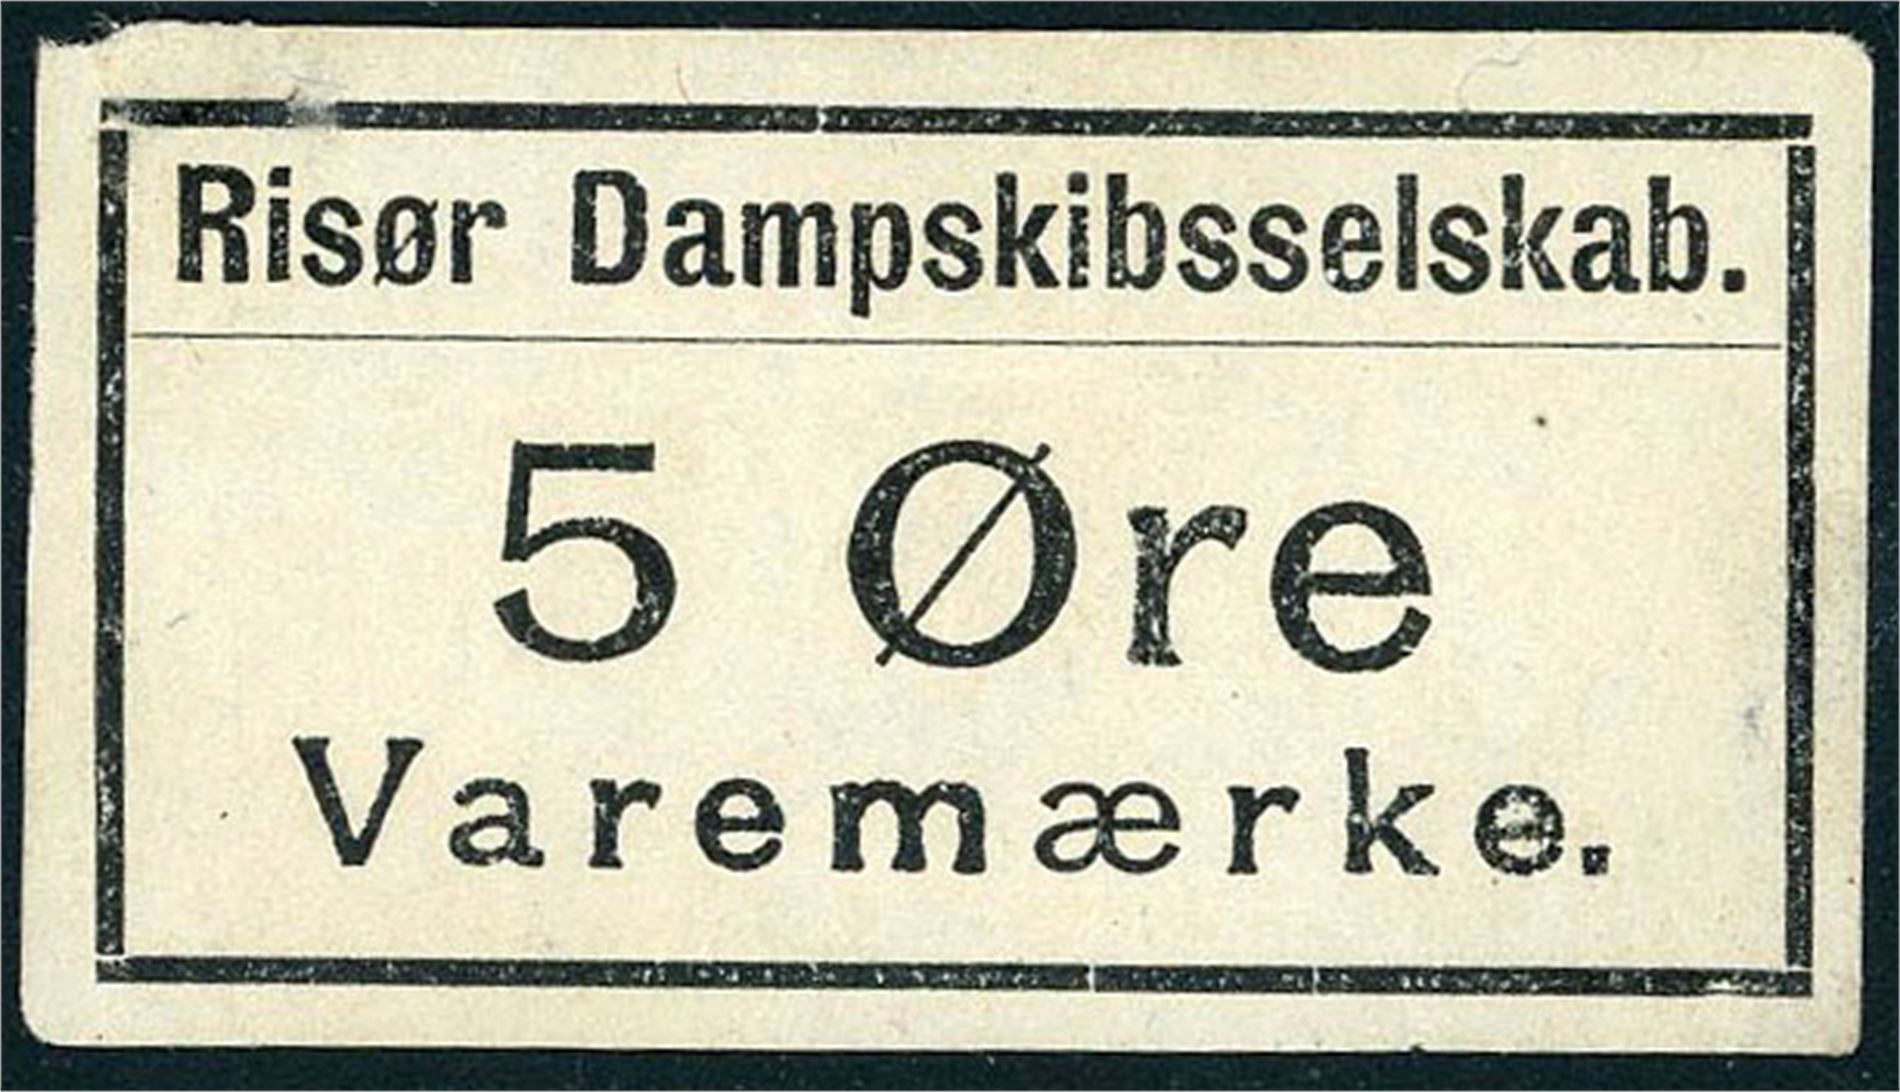 Risør Dampskibsselskab.
5 Øre
Varemærke.